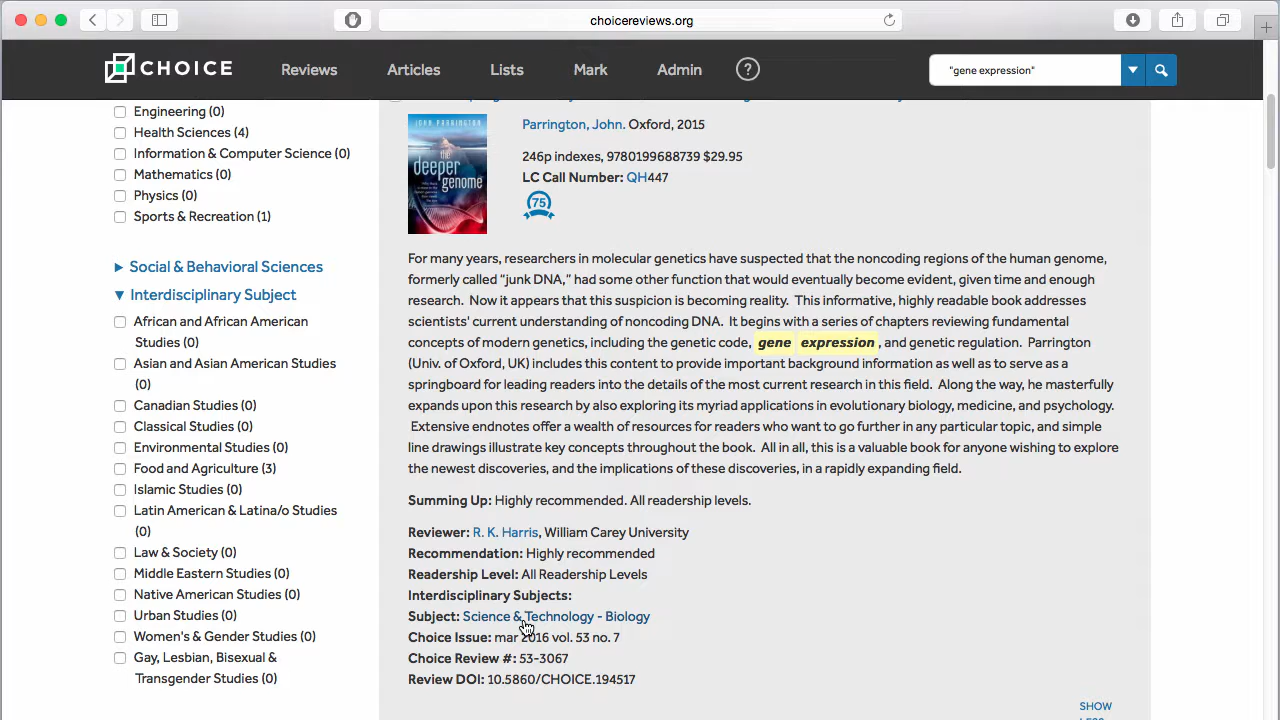 choicereviews.org
CHOICE
Reviews
Articles
Lists
Mark
Admin
?
"gene expression"
Engineering (0)
Health Sciences (4)
Information & Computer Science (0)
Mathematics (0)
Physics (0)
Sports & Recreation (1)
Social & Behavioral Sciences
Interdisciplinary Subject
African and African American
Studies (0)
Asian and Asian American Studies
(0)
Canadian Studies (0)
Classical Studies (0)
Environmental Studies (0)
Food and Agriculture (3)
Islamic Studies (0)
Latin American & Latina/o Studies
(0)
Law & Society (0)
Middle Eastern Studies (0)
Native American Studies (0)
Urban Studies (0)
Women's & Gender Studies (0)
Gay, Lesbian, Bisexual &
Transgender Studies (0)
JOHN PARRINGTON
the
deeper
genome
Parrington, John. Oxford, 2015
246p indexes, 9780199688739 $29.95
LC Call Number: QH447
75
For many years, researchers in molecular genetics have suspected that the noncoding regions of the human genome,
formerly called “junk DNA,” had some other function that would eventually become evident, given time and enough
research. Now it appears that this suspicion is becoming reality. This informative, highly readable book addresses
scientists' current understanding of noncoding DNA. It begins with a series of chapters reviewing fundamental
concepts of modern genetics, including the genetic code, gene expression, and genetic regulation. Parrington
(Univ. of Oxford, UK) includes this content to provide important background information as well as to serve as a
springboard for leading readers into the details of the most current research in this field. Along the way, he masterfully
expands upon this research by also exploring its myriad applications in evolutionary biology, medicine, and psychology.
Extensive endnotes offer a wealth of resources for readers who want to go further in any particular topic, and simple
line drawings illustrate key concepts throughout the book. All in all, this is a valuable book for anyone wishing to explore
the newest discoveries, and the implications of these discoveries, in a rapidly expanding field.
Summing Up: Highly recommended. All readership levels.
Reviewer: R. K. Harris, William Carey University
Recommendation: Highly recommended
Readership Level: All Readership Levels
Interdisciplinary Subjects:
Subject: Science & Technology - Biology
Choice Issue: mar 2016 vol. 53 no. 7
Choice Review #: 53-3067
Review DOI: 10.5860/CHOICE.194517
SHOW